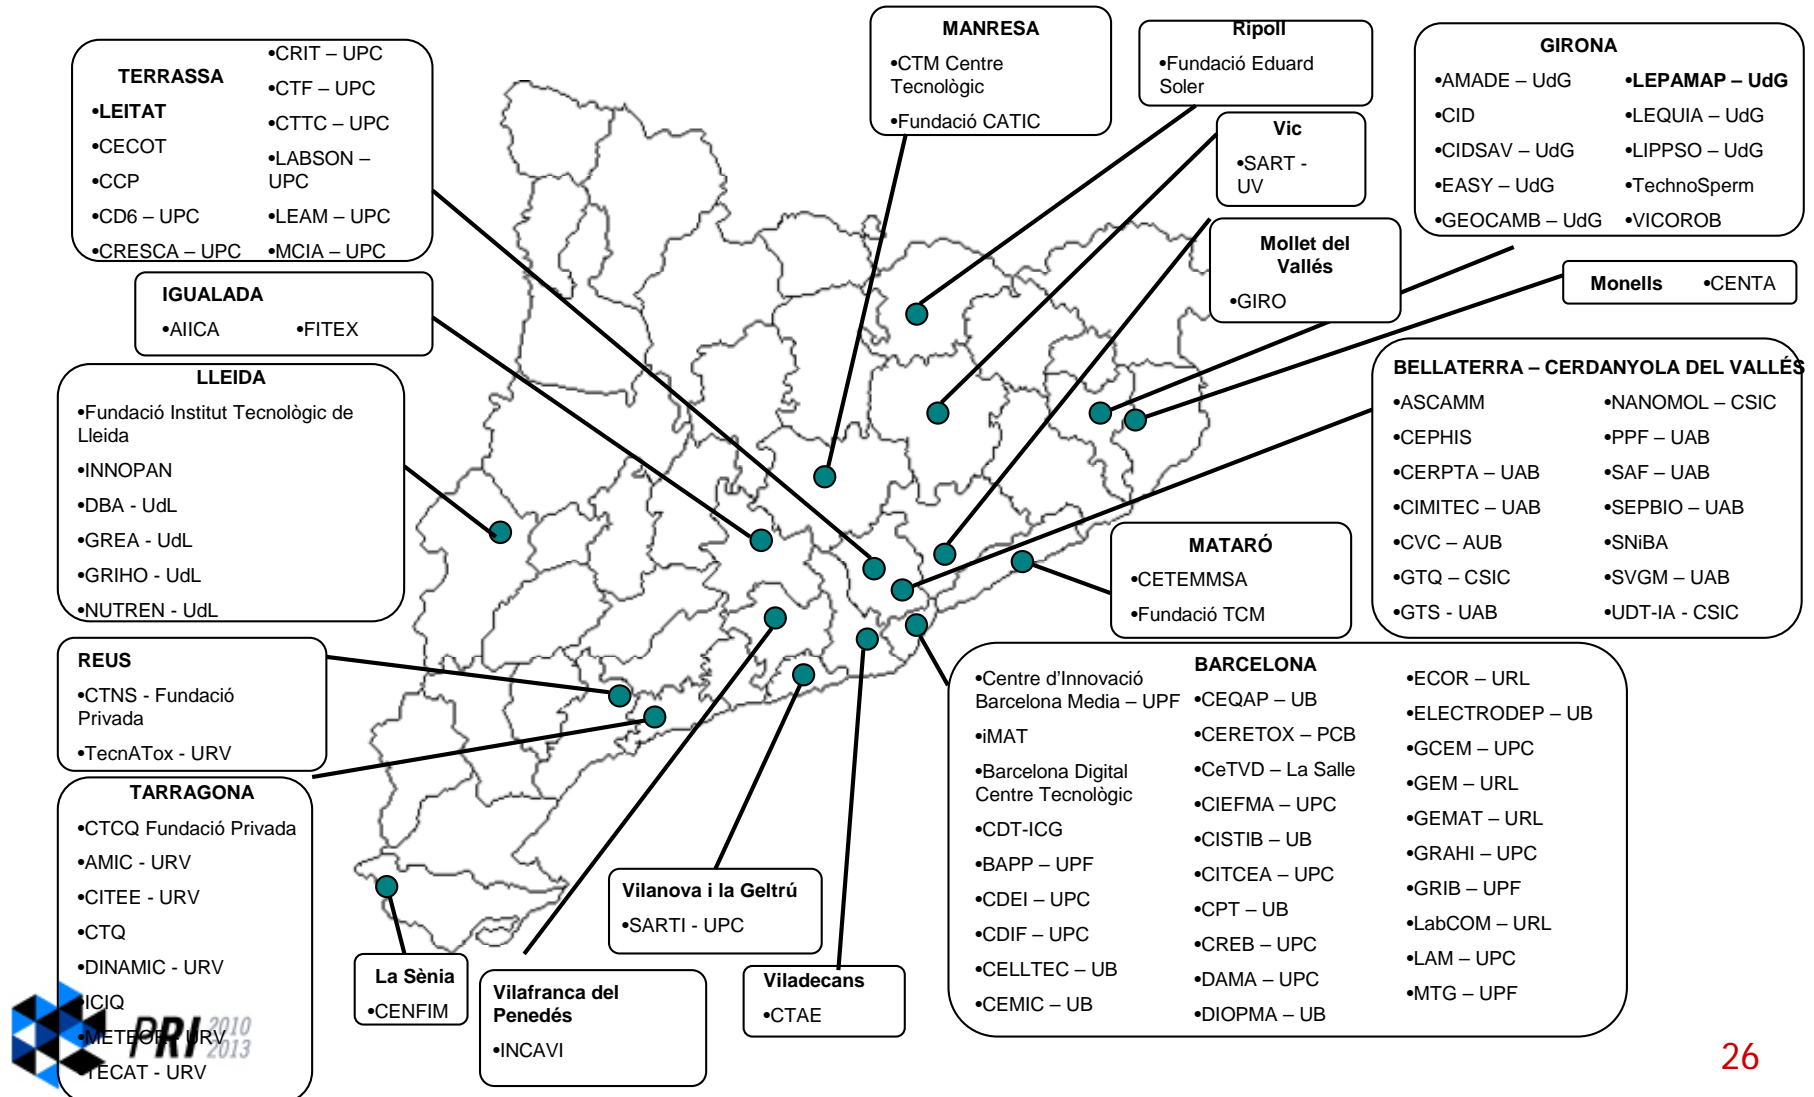 TERRASSA
•LEITAT
•CECOT
•CCP
•CD6 – UPC
•CRESCA – UPC
•CRIT – UPC
•CTF – UPC
•CTTC – UPC
•LABSON –
UPC
•LEAM – UPC
•MCIA – UPC
MANRESA
•CTM Centre
Tecnològic
•Fundació CATIC
Ripoll
•Fundació Eduard
Soler
Vic
•SART -
UV
GIRONA
•AMADE – UdG
•CID
•CIDSAV – UdG
•EASY – UdG
•GEOCAMB – UdG
•LEPAMAP – UdG
•LEQUIA – UdG
•LIPPSO – UdG
•TechnoSperm
•VICOROB
Mollet del
Vallés
•GIRO
Monells •CENTA
IGUALADA
•AIICA •FITEX
LLEIDA
•Fundació Institut Tecnològic de
Lleida
•INNOPAN
•DBA - UdL
•GREA - UdL
•GRIHO - UdL
•NUTREN - UdL
BELLATERRA – CERDANYOLA DEL VALLÉS
•ASCAMM
•CEPHIS
•CERPTA – UAB
•CIMITEC – UAB
•CVC – AUB
•GTQ – CSIC
•GTS - UAB
•NANOMOL – CSIC
•PPF – UAB
•SAF – UAB
•SEPBIO – UAB
•SNiBA
•SVGM – UAB
•UDT-IA - CSIC
MATARÓ
•CETEMMSA
•Fundació TCM
REUS
•CTNS - Fundació
Privada
•TecnATox - URV
TARRAGONA
•CTCQ Fundació Privada
•AMIC - URV
•CITEE - URV
•CTQ
•DINAMIC - URV
•ICIQ
•METEOR - URV
•TECAT - URV
La Sènia
•CENFIM
Vilafranca del
Penedés
•INCAVI
Vilanova i la Geltrú
•SARTI - UPC
Viladecans
•CTAE
BARCELONA
•Centre d’Innovació
Barcelona Media – UPF
•iMAT
•Barcelona Digital
Centre Tecnològic
•CDT-ICG
•BAPP – UPF
•CDEI – UPC
•CDIF – UPC
•CELLTEC – UB
•CEMIC – UB
•CEQAP – UB
•CERETOX – PCB
•CeTVD – La Salle
•CIEFMA – UPC
•CISTIB – UB
•CITCEA – UPC
•CPT – UB
•CREB – UPC
•DAMA – UPC
•DIOPMA – UB
•ECOR – URL
•ELECTRODEP – UB
•GCEM – UPC
•GEM – URL
•GEMAT – URL
•GRAHI – UPC
•GRIB – UPF
•LabCOM – URL
•LAM – UPC
•MTG – UPF
PRI 2010
2013
26